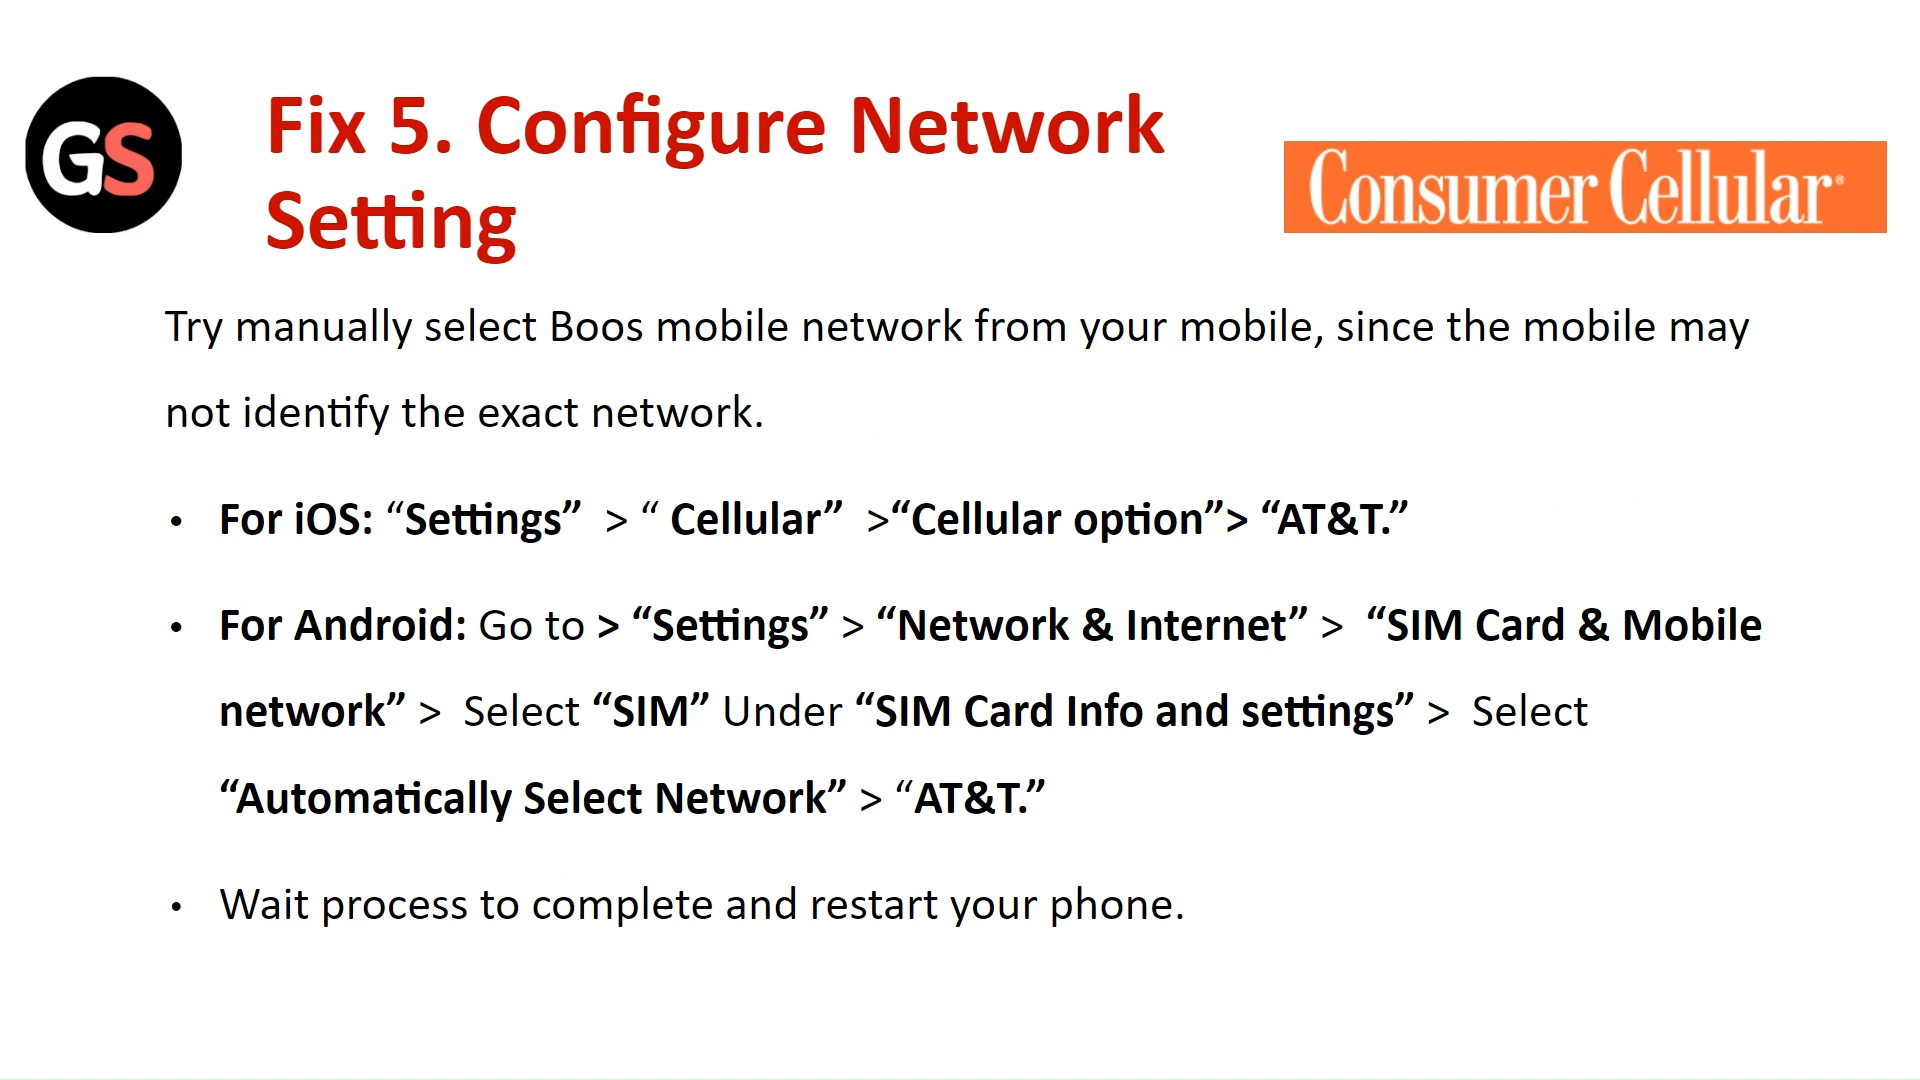 GS
Fix 5. Configure Network
Setting
Consumer Cellular®
Try manually select Boos mobile network from your mobile, since the mobile may
not identify the exact network.
• For iOS: “Settings” > “ Cellular” >“Cellular option”> “AT&T.”
• For Android: Go to > “Settings” > “Network & Internet” > “SIM Card & Mobile
network” > Select “SIM” Under “SIM Card Info and settings” > Select
“Automatically Select Network” > “AT&T.”
• Wait process to complete and restart your phone.